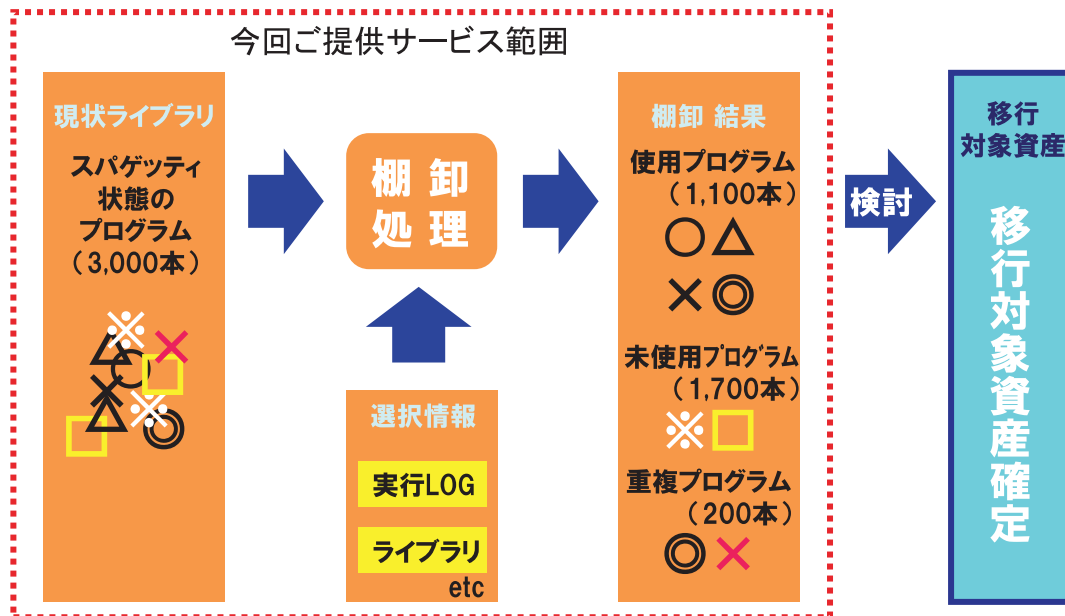 今回ご提供サービス範囲
現状ライブラリ
スパゲッティ
状態の
プログラム
（3,000本）
棚卸
処理
選択情報
実行LOG
ライブラリ
etc
棚卸 結果
使用プログラム
（1,100本）
未使用プログラム
（1,700本）
重複プログラム
（200本）
検討
移行
対象資産
移行対象資産確定